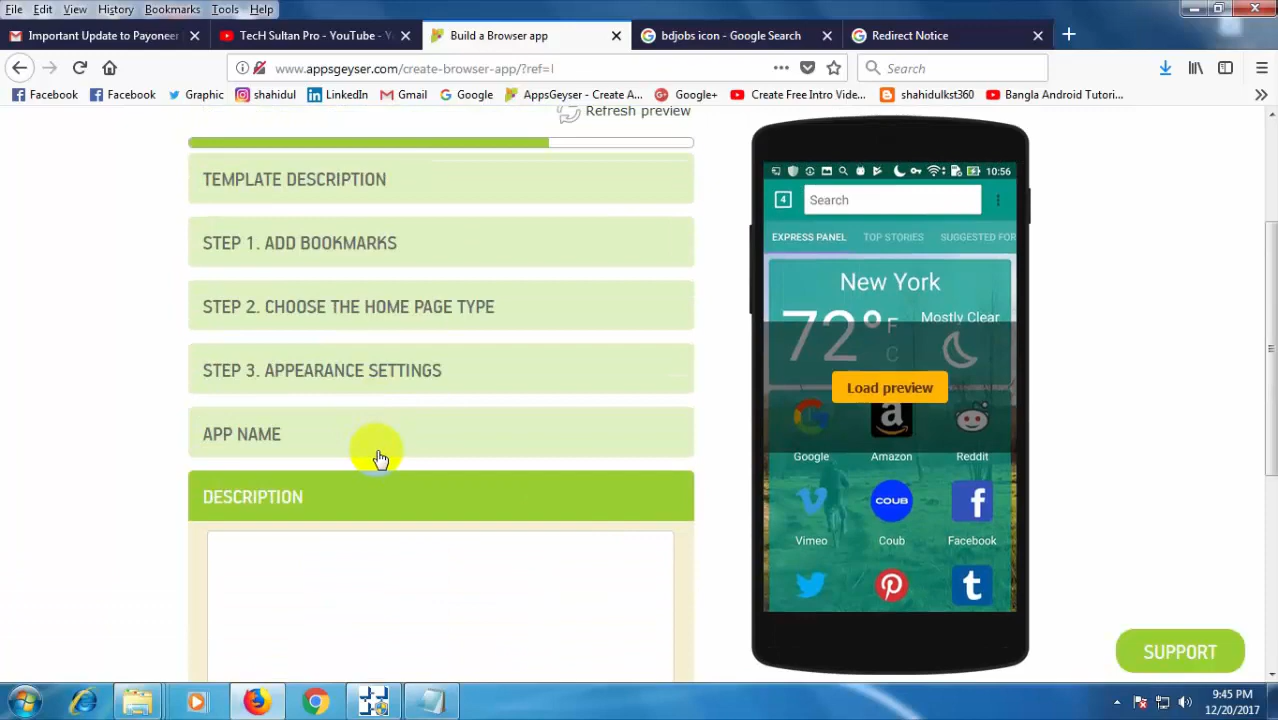 File Edit View History Bookmarks Tools Help
Important Update to Payoneer
TecH Sultan Pro - YouTube - Y
Build a Browser app
bdjobs icon - Google Search
Redirect Notice
www.appsgeyser.com/create-browser-app/?ref=
Search
Facebook Facebook Graphic shahidul LinkedIn Gmail Google AppsGeyser - Create A... Google+ Create Free Intro Vide... shahidulkst360 Bangla Android Tutori...
Refresh preview
TEMPLATE DESCRIPTION
STEP 1. ADD BOOKMARKS
STEP 2. CHOOSE THE HOME PAGE TYPE
STEP 3. APPEARANCE SETTINGS
APP NAME
DESCRIPTION
10:56
4 Search
EXPRESS PANEL TOP STORIES SUGGESTED FOR
New York
72° F
C
Mostly Clear
Load preview
Google Amazon Reddit
COUB
Vimeo Coub Facebook
SUPPORT
9:45 PM
12/20/2017